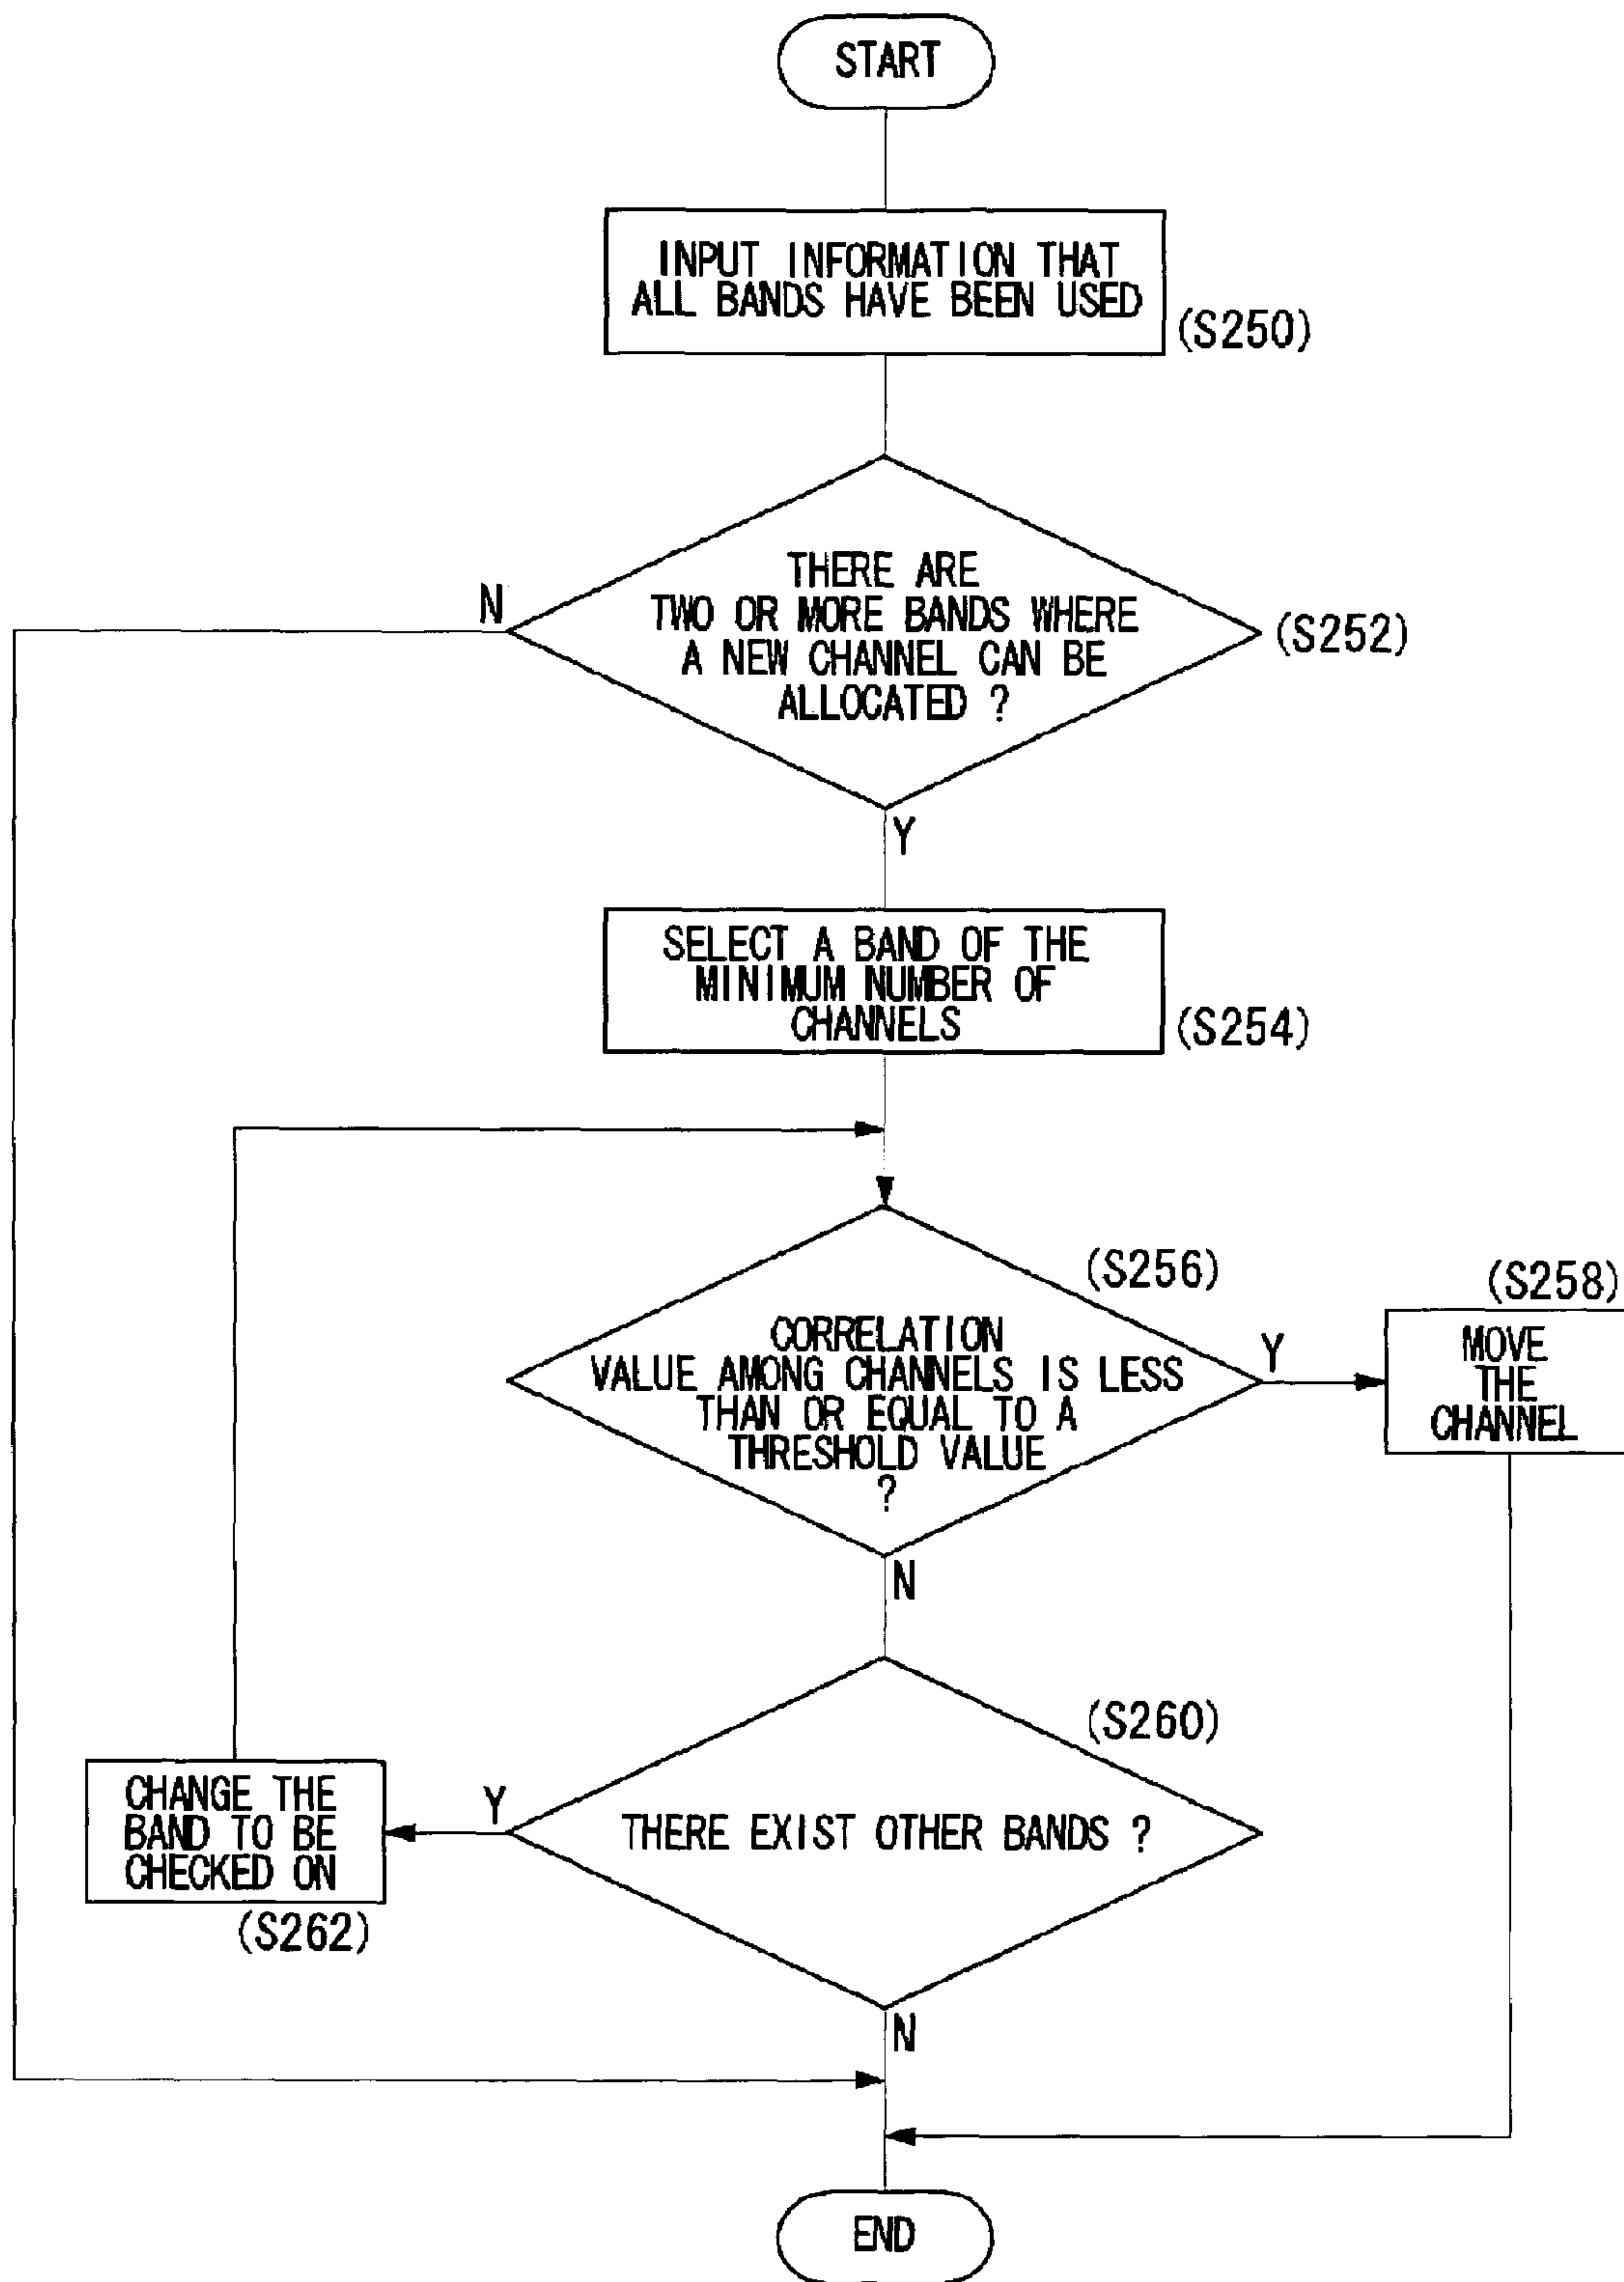 START
INPUT INFORMATION THAT
ALL BANDS HAVE BEEN USED
(S250)
THERE ARE
TWO OR MORE BANDS WHERE
A NEW CHANNEL CAN BE
ALLOCATED ?
(S252)
N
Y
SELECT A BAND OF THE
MINIMUM NUMBER OF
CHANNELS
(S254)
CORRELATION
VALUE AMONG CHANNELS IS LESS
THAN OR EQUAL TO A
THRESHOLD VALUE
?
(S256)
Y
(S258)
MOVE
THE
CHANNEL
N
THERE EXIST OTHER BANDS ?
(S260)
Y
CHANGE THE
BAND TO BE
CHECKED ON
(S262)
N
END